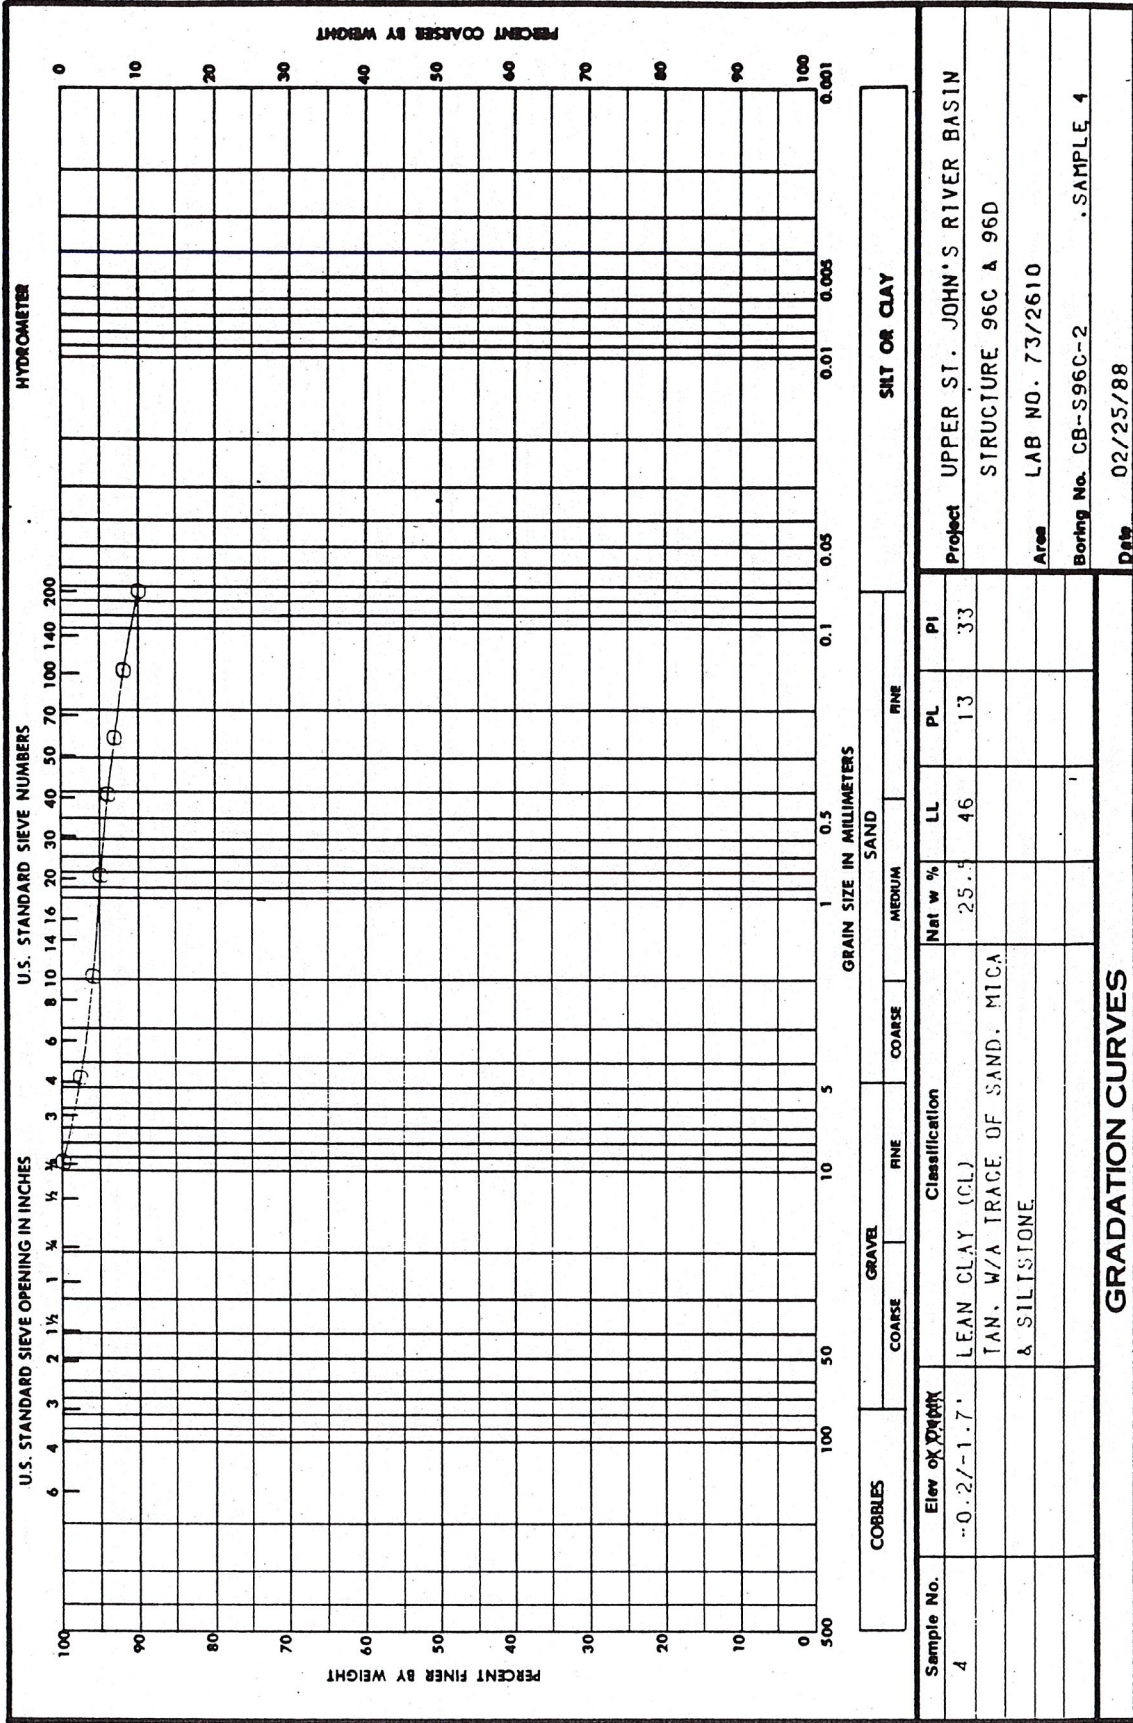 U.S. STANDARD SIEVE OPENING IN INCHES U.S. STANDARD SIEVE NUMBERS HYDROMETER
6 4 3 2 1½ 1 ¾ ½ ⅜ 3 4 6 8 10 14 16 20 30 40 50 70 100 140 200
PERCENT FINER BY WEIGHT
100
90
80
70
60
50
40
30
20
10
0
PERCENT COARSER BY WEIGHT
0
10
20
30
40
50
60
70
80
90
100
500 100 50 10 5 1 0.5 0.1 0.05 0.01 0.005 0.001
GRAIN SIZE IN MILLIMETERS
COBBLES GRAVEL SAND SILT OR CLAY
COARSE FINE COARSE MEDIUM FINE
Sample No. Elev or Depth Classification Nat w % LL PL PI
4 -0.2/-1.7' LEAN CLAY (CL) 25.5 46 13 33
TAN, W/A TRACE OF SAND, MICA
& SILTSTONE
Project UPPER ST. JOHN'S RIVER BASIN
STRUCTURE 96C & 96D
Area LAB NO. 73/2610
Boring No. CB-S96C-2 .SAMPLE 4
Date 02/25/88
GRADATION CURVES